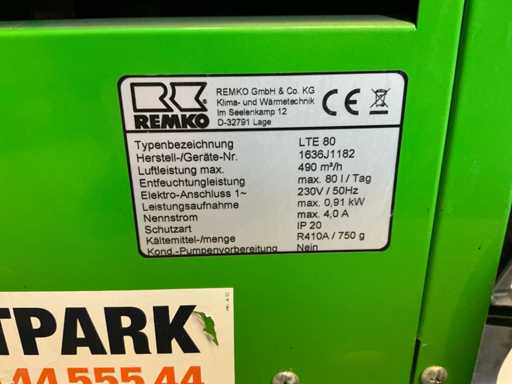 REMKO
REMKO GmbH & Co. KG
Klima- und Wärmetechnik
Im Seelenkamp 12
D-32791 Lage
CE
Typenbezeichnung LTE 80
Herstell-/Geräte-Nr. 1636J1182
Luftleistung max. 490 m³/h
Entfeuchtungleistung max. 80 l / Tag
Elektro-Anschluss 1~ 230V / 50Hz
Leistungsaufnahme max. 0,91 kW
Nennstrom max. 4,0 A
Schutzart IP 20
Kältemittel/-menge R410A / 750 g
Kond.-Pumpenvorbereitung Nein
TPARK
44 555 44